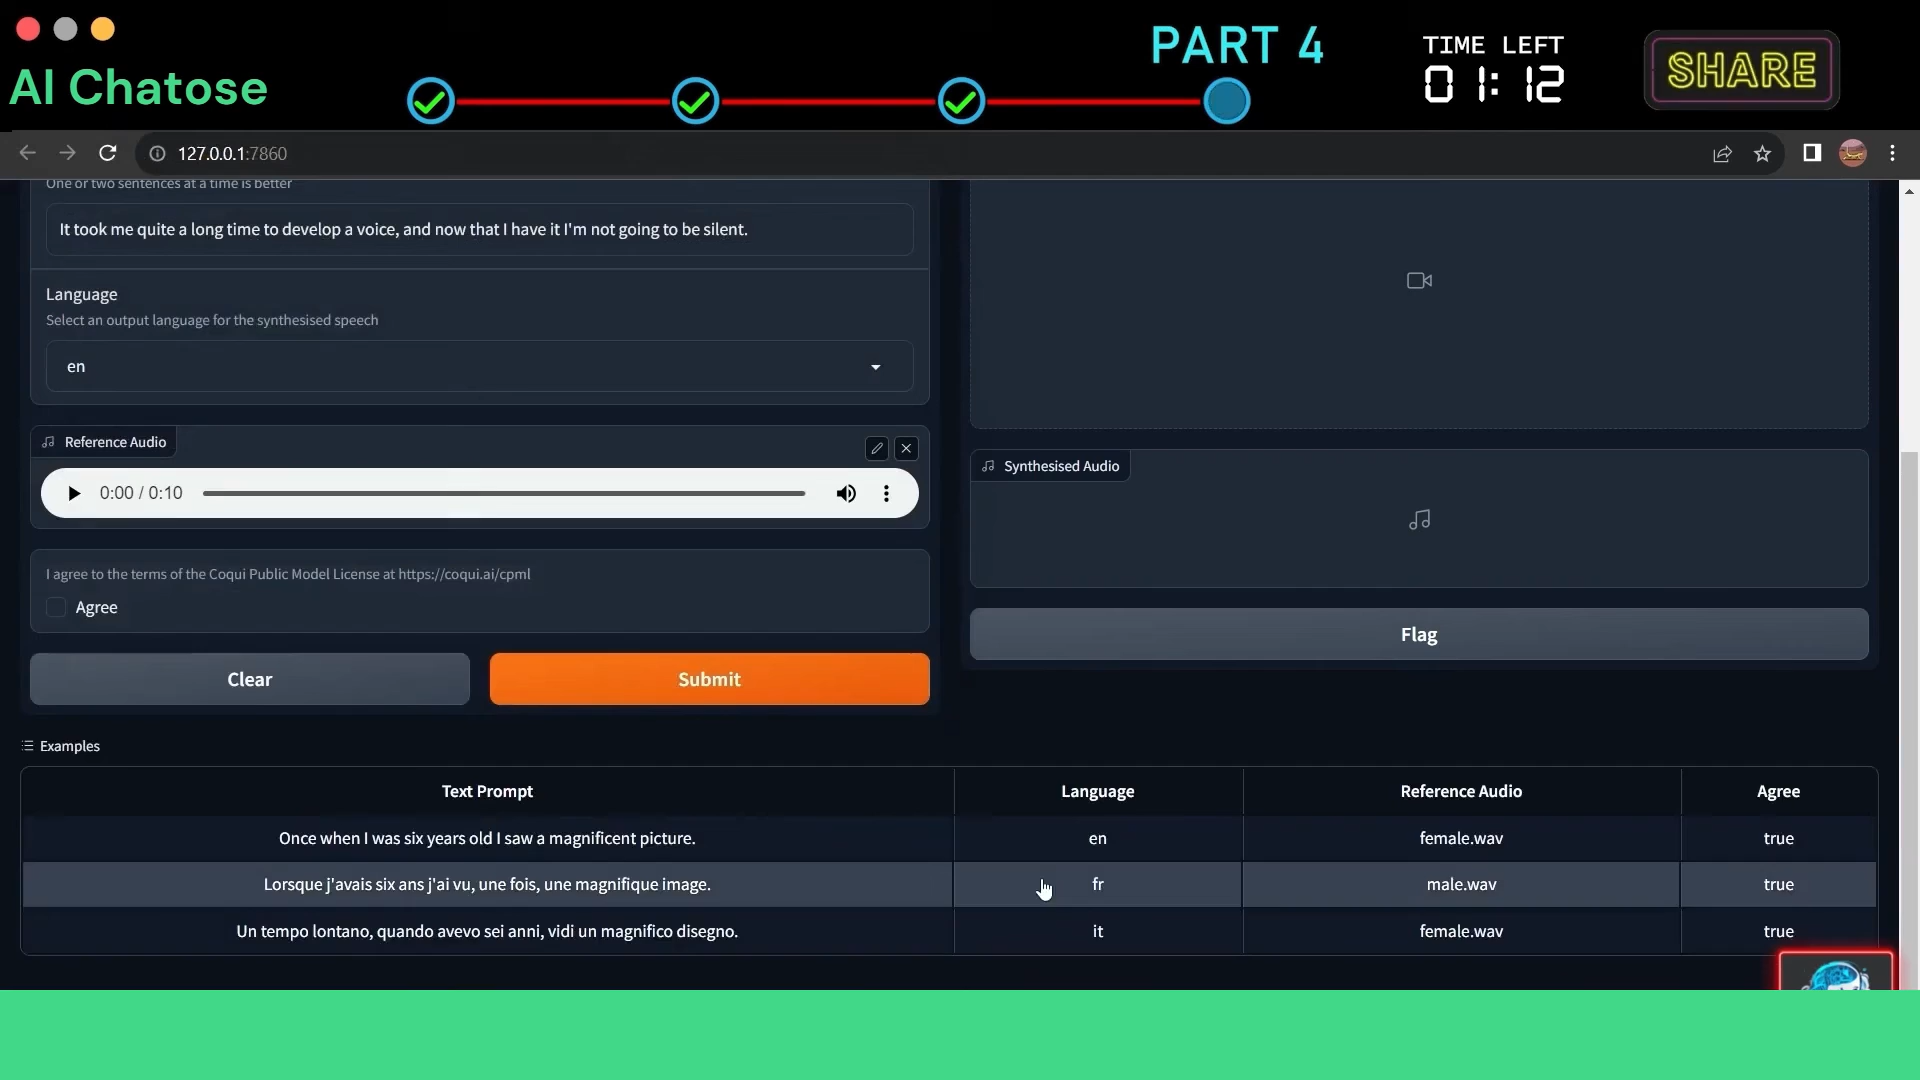 PART 4
TIME LEFT
01:12
SHARE
AI Chatose
127.0.0.1:7860
One or two sentences at a time is better
It took me quite a long time to develop a voice, and now that I have it I'm not going to be silent.
Language
Select an output language for the synthesised speech
en
Reference Audio
0:00 / 0:10
I agree to the terms of the Coqui Public Model License at https://coqui.ai/cpml
Agree
Clear
Submit
Synthesised Audio
Flag
Examples
Text Prompt Language Reference Audio Agree
Once when I was six years old I saw a magnificent picture. en female.wav true
Lorsque j'avais six ans j'ai vu, une fois, une magnifique image. fr male.wav true
Un tempo lontano, quando avevo sei anni, vidi un magnifico disegno. it female.wav true